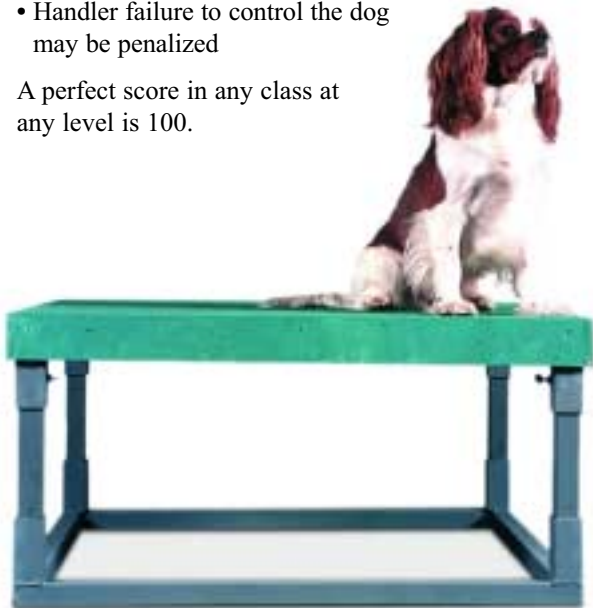 • Handler failure to control the dog
may be penalized
A perfect score in any class at
any level is 100.